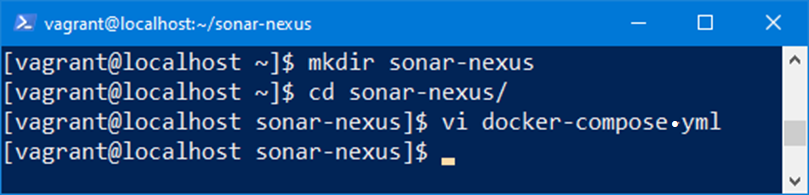 vagrant@localhost:~/sonar-nexus
[vagrant@localhost ~]$ mkdir sonar-nexus
[vagrant@localhost ~]$ cd sonar-nexus/
[vagrant@localhost sonar-nexus]$ vi docker-compose.yml
[vagrant@localhost sonar-nexus]$